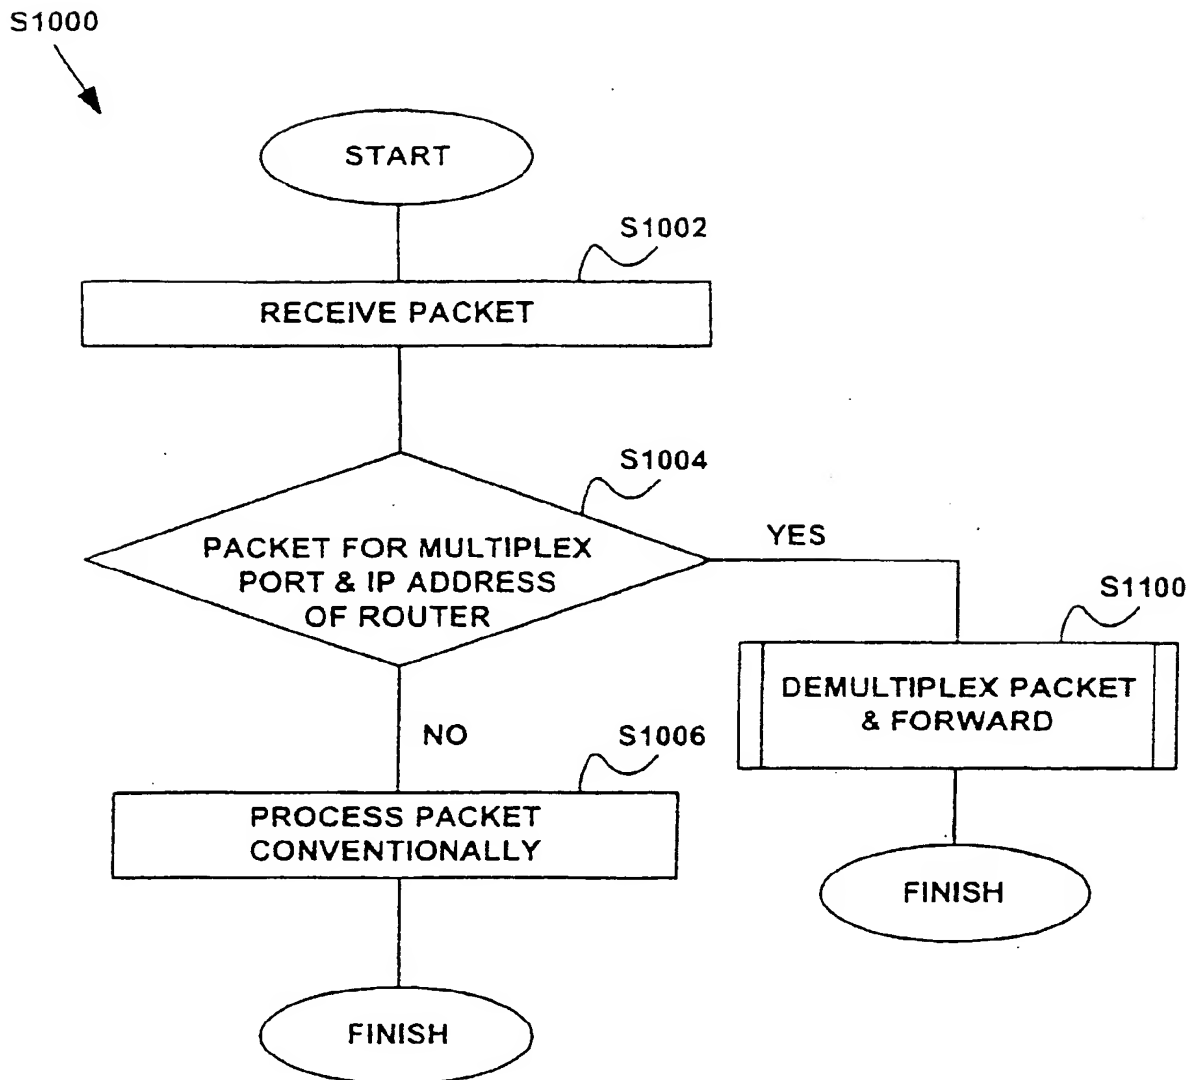 S1000
START
S1002
RECEIVE PACKET
S1004
PACKET FOR MULTIPLEX
PORT & IP ADDRESS
OF ROUTER
YES
S1100
DEMULTIPLEX PACKET
& FORWARD
NO
S1006
PROCESS PACKET
CONVENTIONALLY
FINISH
FINISH